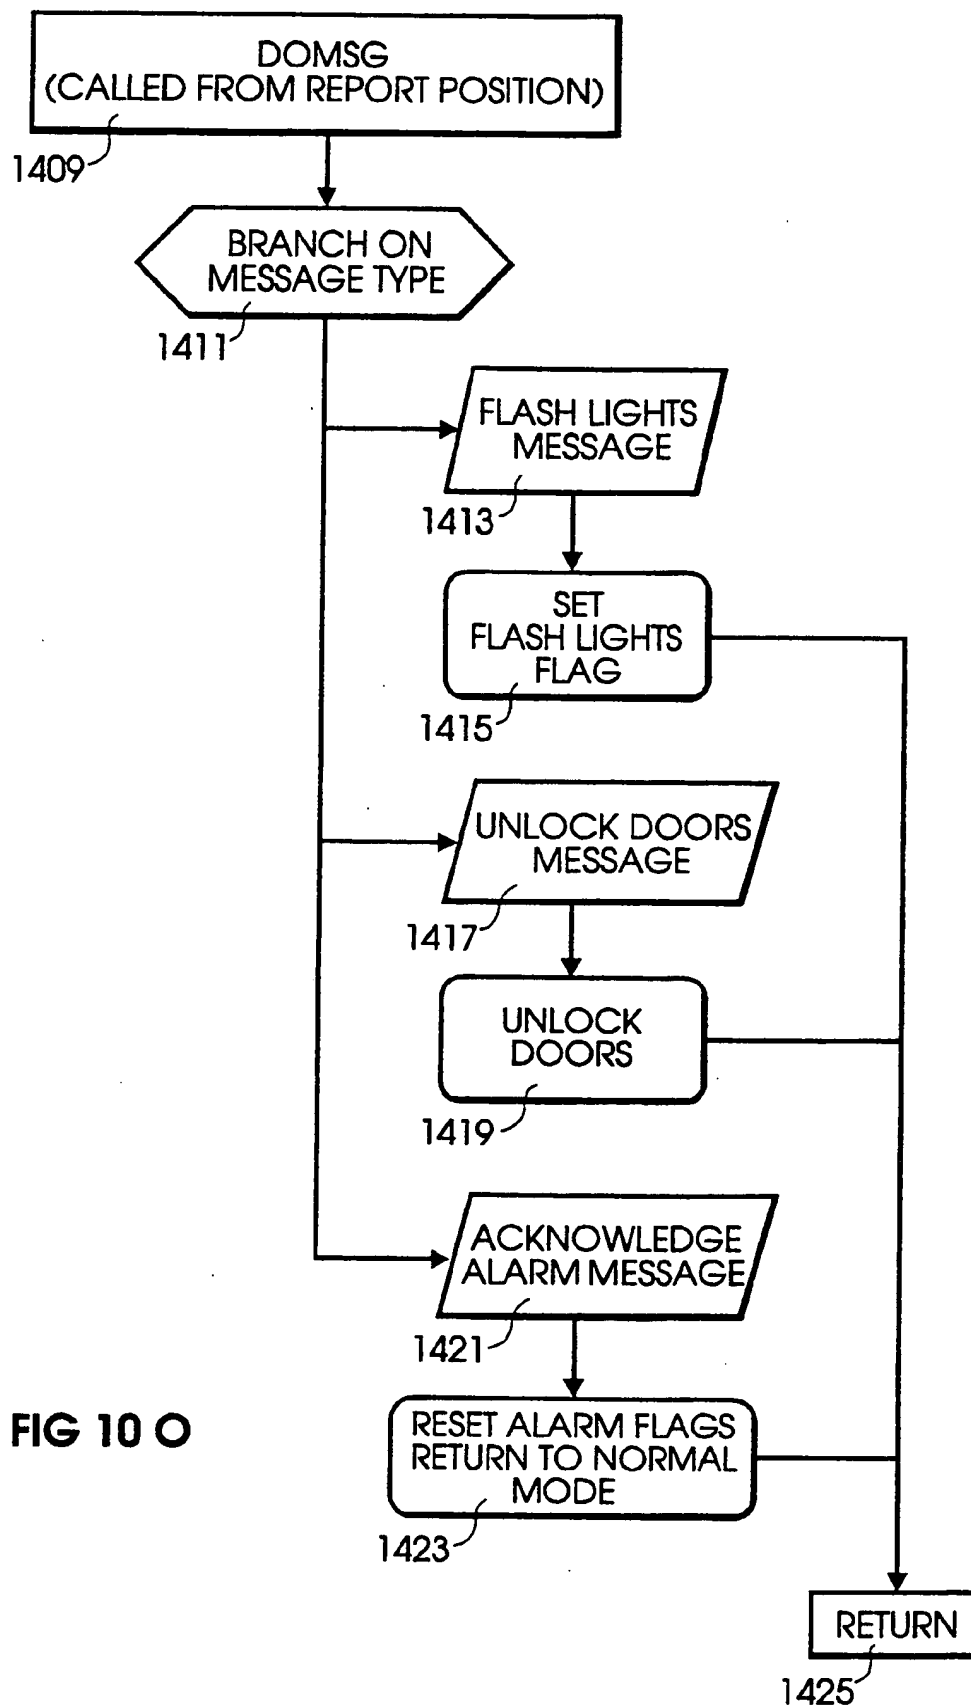 DOMSG
(CALLED FROM REPORT POSITION)
1409
BRANCH ON
MESSAGE TYPE
1411
FLASH LIGHTS
MESSAGE
1413
SET
FLASH LIGHTS
FLAG
1415
UNLOCK DOORS
MESSAGE
1417
UNLOCK
DOORS
1419
ACKNOWLEDGE
ALARM MESSAGE
1421
RESET ALARM FLAGS
RETURN TO NORMAL
MODE
1423
FIG 10 O
RETURN
1425